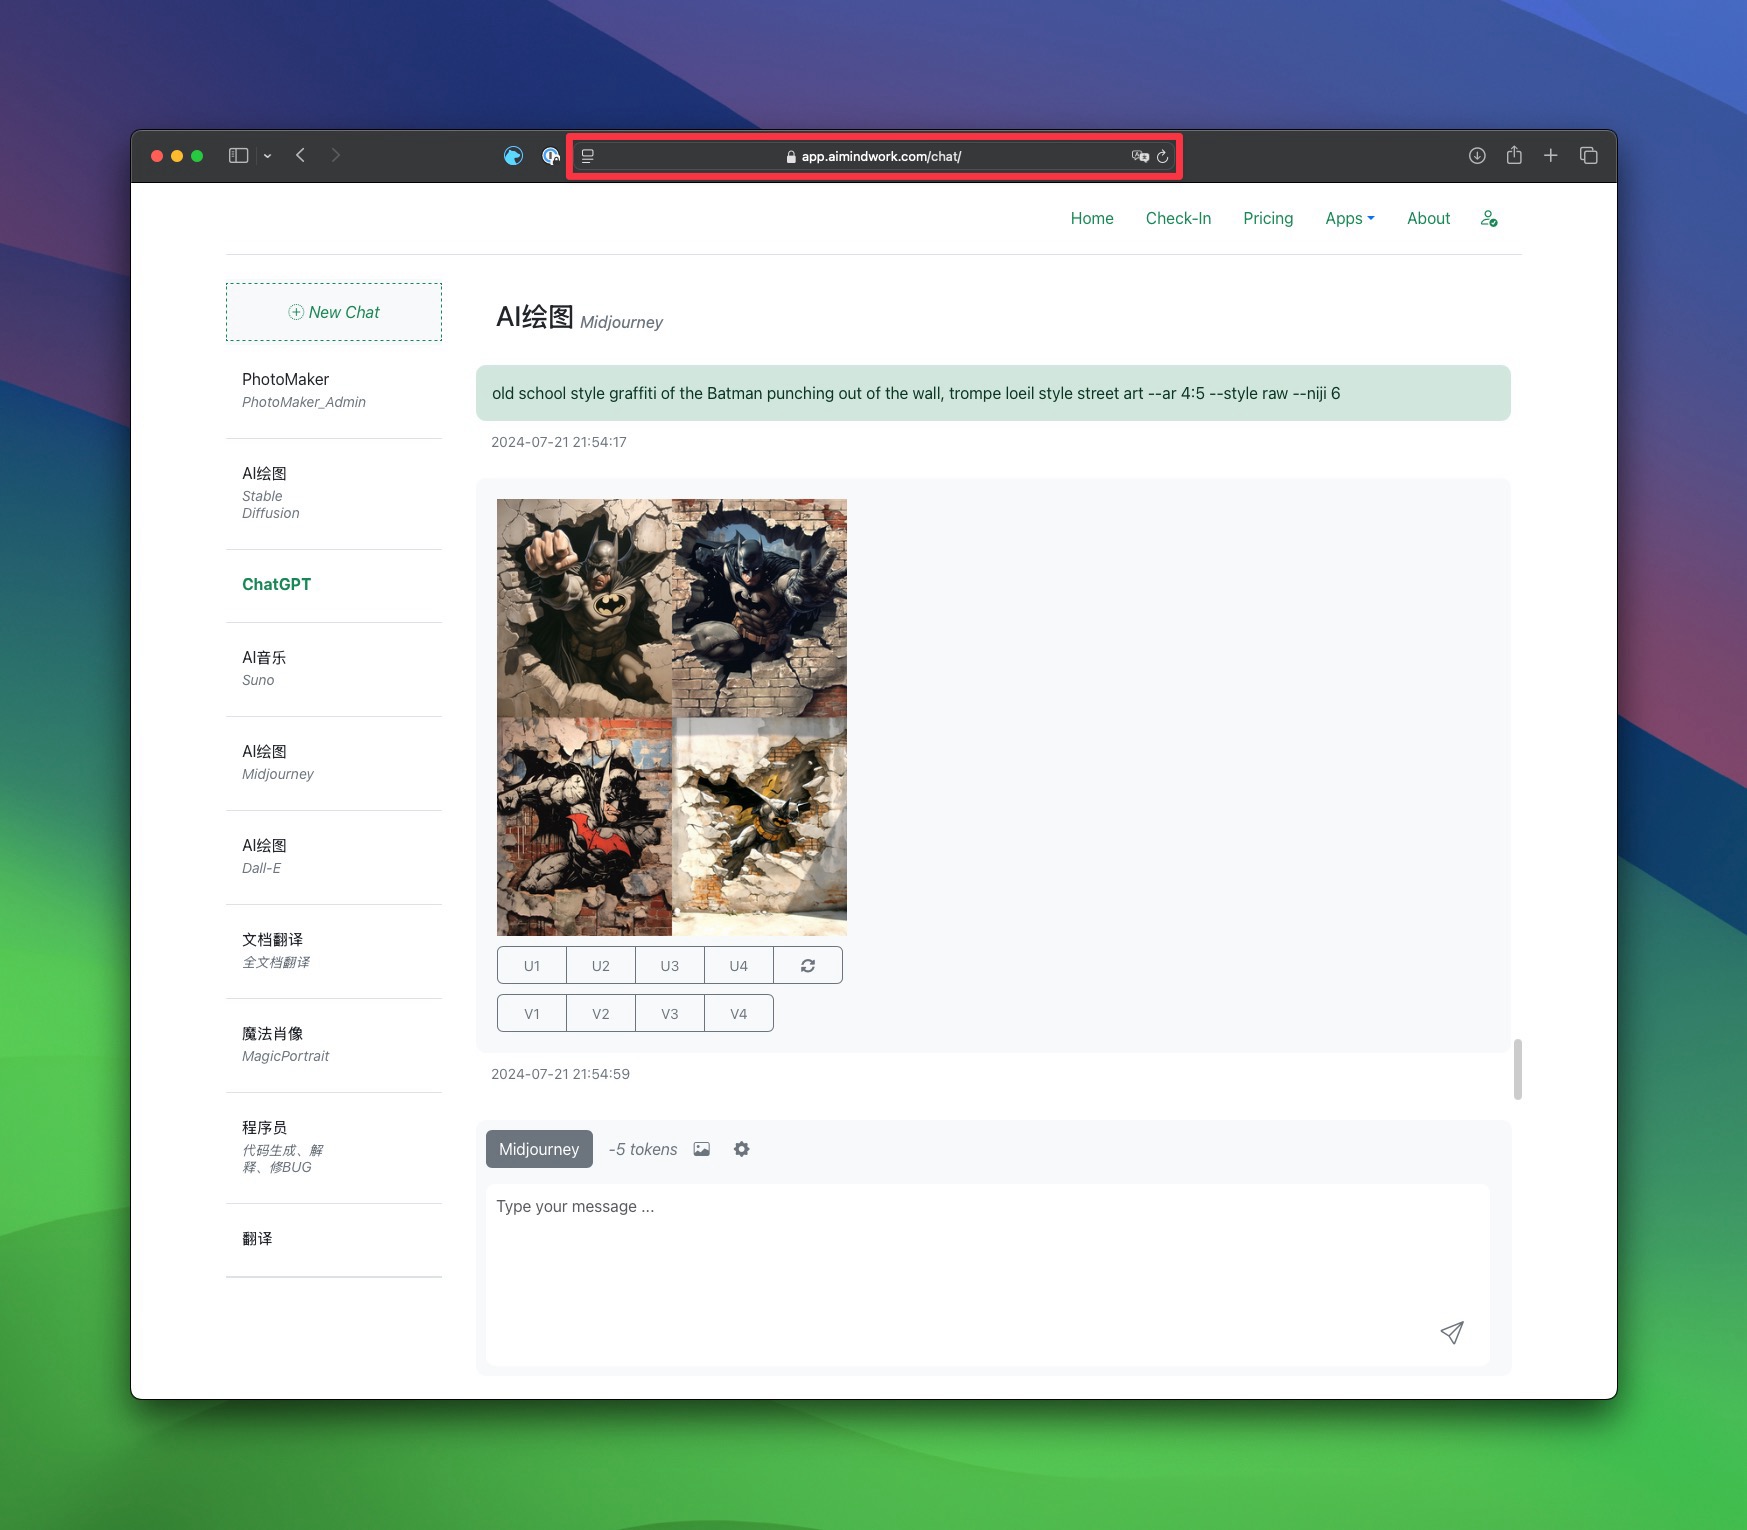 app.aimindwork.com/chat/
Home
Check-In
Pricing
Apps
About
New Chat
PhotoMaker
PhotoMaker_Admin
AI绘图
Stable
Diffusion
ChatGPT
AI音乐
Suno
AI绘图
Midjourney
AI绘图
Dall-E
文档翻译
全文档翻译
魔法肖像
MagicPortrait
程序员
代码生成、解
释、修BUG
翻译
AI绘图 Midjourney
old school style graffiti of the Batman punching out of the wall, trompe loeil style street art --ar 4:5 --style raw --niji 6
2024-07-21 21:54:17
U1
U2
U3
U4
V1
V2
V3
V4
2024-07-21 21:54:59
Midjourney
-5 tokens
Type your message ...